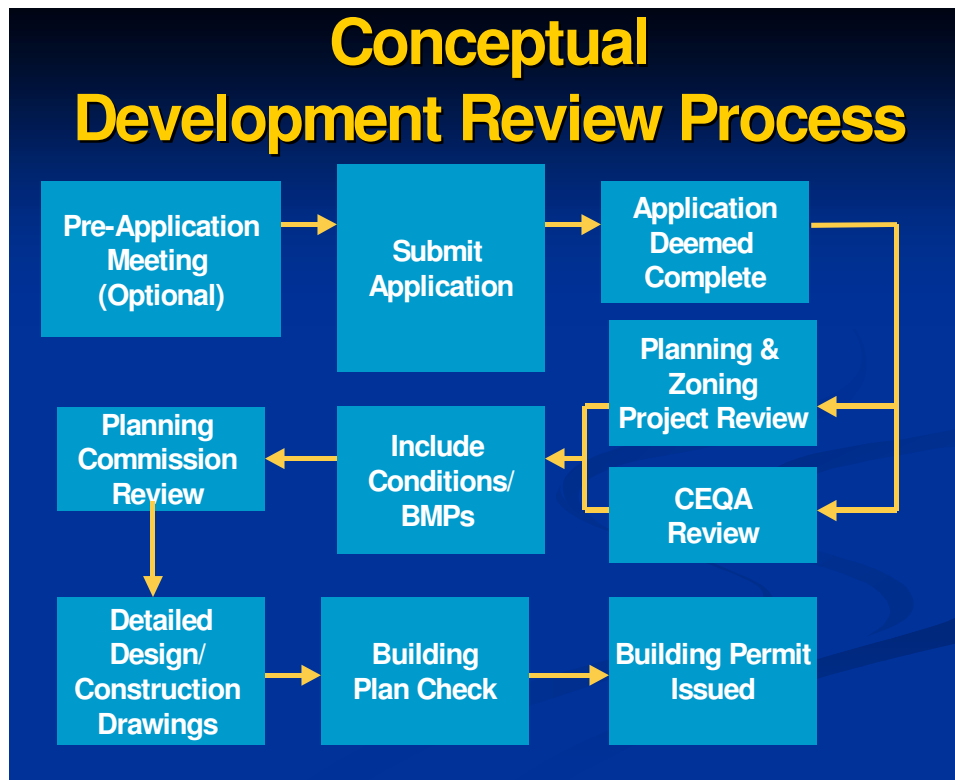 Conceptual
Development Review Process
Pre-Application
Meeting
(Optional)
Submit
Application
Application
Deemed
Complete
Planning &
Zoning
Project Review
CEQA
Review
Include
Conditions/
BMPs
Planning
Commission
Review
Detailed
Design/
Construction
Drawings
Building
Plan Check
Building Permit
Issued